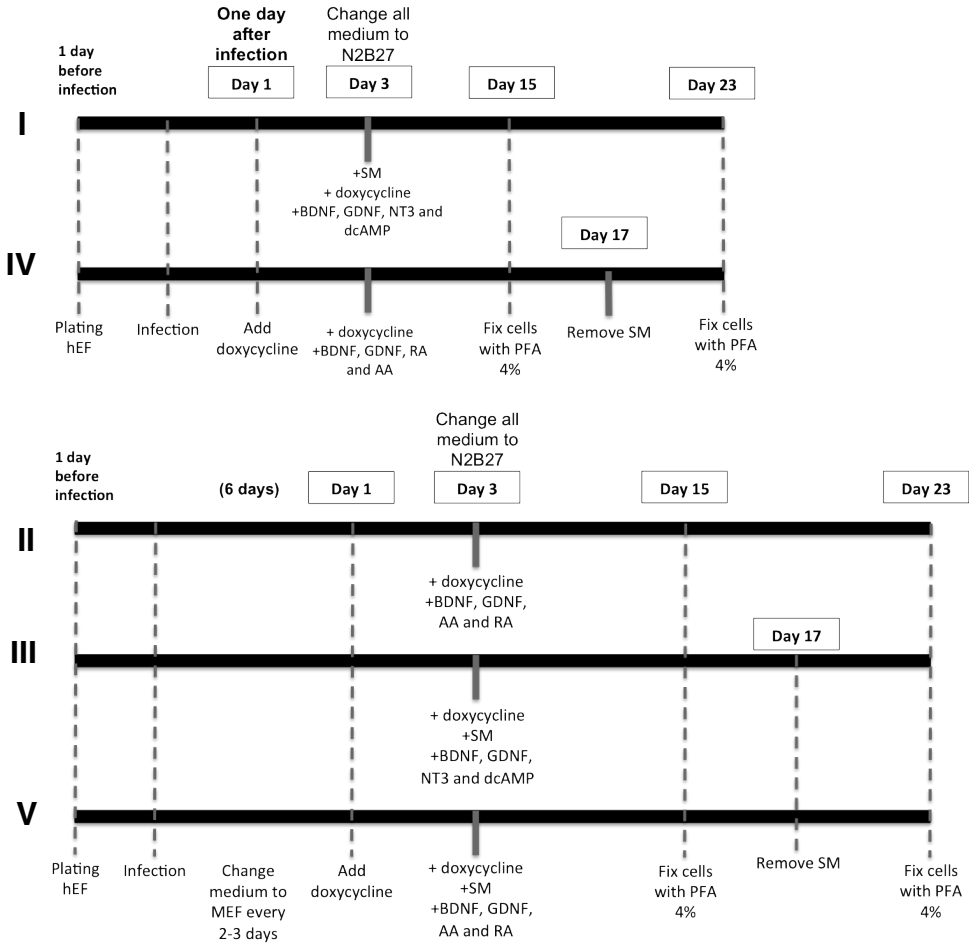 One day
after
infection
Change all
medium to
N2B27
1 day
before
infection
Day 1
Day 3
Day 15
Day 23
I
+SM
+ doxycycline
+BDNF, GDNF, NT3 and
dcAMP
Day 17
IV
Plating
hEF
Infection
Add
doxycycline
+ doxycycline
+BDNF, GDNF, RA
and AA
Fix cells
with PFA
4%
Remove SM
Fix cells
with PFA
4%
Change all
medium to
N2B27
1 day
before
infection
(6 days)
Day 1
Day 3
Day 15
Day 23
II
+ doxycycline
+BDNF, GDNF,
AA and RA
Day 17
III
+ doxycycline
+SM
+BDNF, GDNF,
NT3 and dcAMP
V
Plating
hEF
Infection
Change
medium to
MEF every
2-3 days
Add
doxycycline
+ doxycycline
+SM
+BDNF, GDNF,
AA and RA
Fix cells
with PFA
4%
Remove SM
Fix cells
with PFA
4%